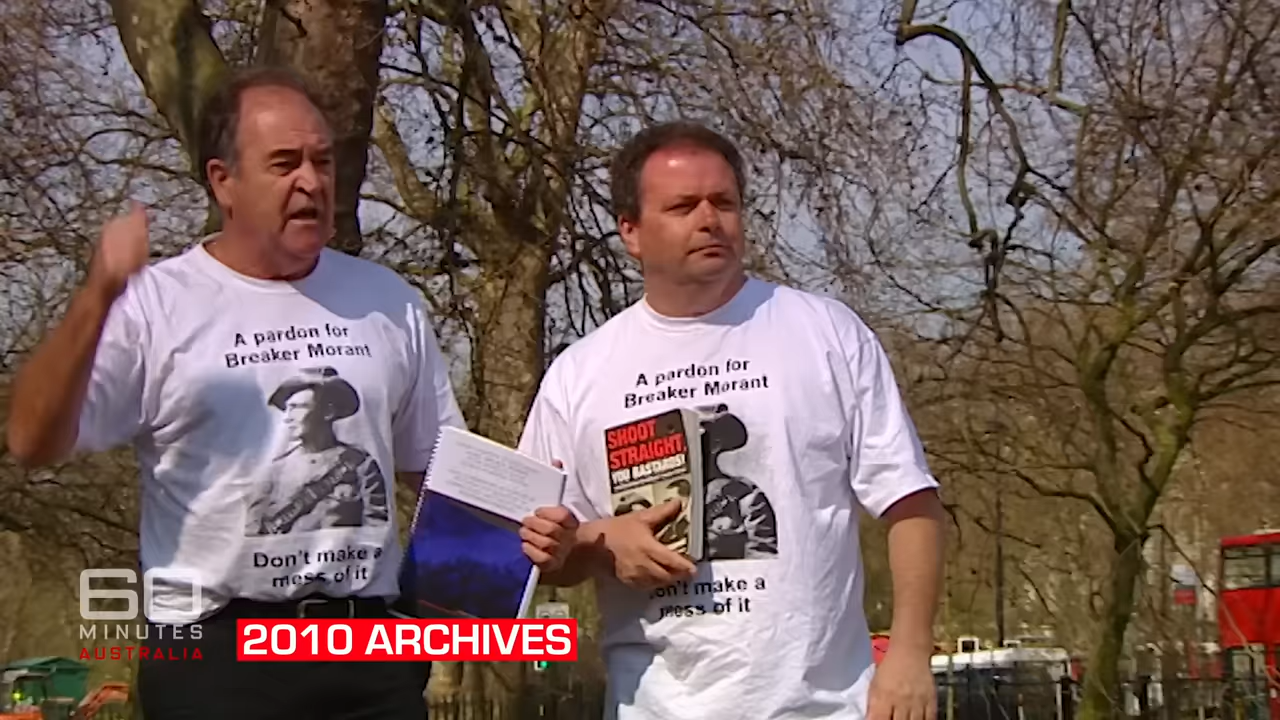 A pardon for
Breaker Morant
Don't make a
mess of it
A pardon for
Breaker Morant
SHOOT
STRAIGHT,
YOU BASTARDS!
Don't make a
mess of it
60
MINUTES
AUSTRALIA
2010 ARCHIVES